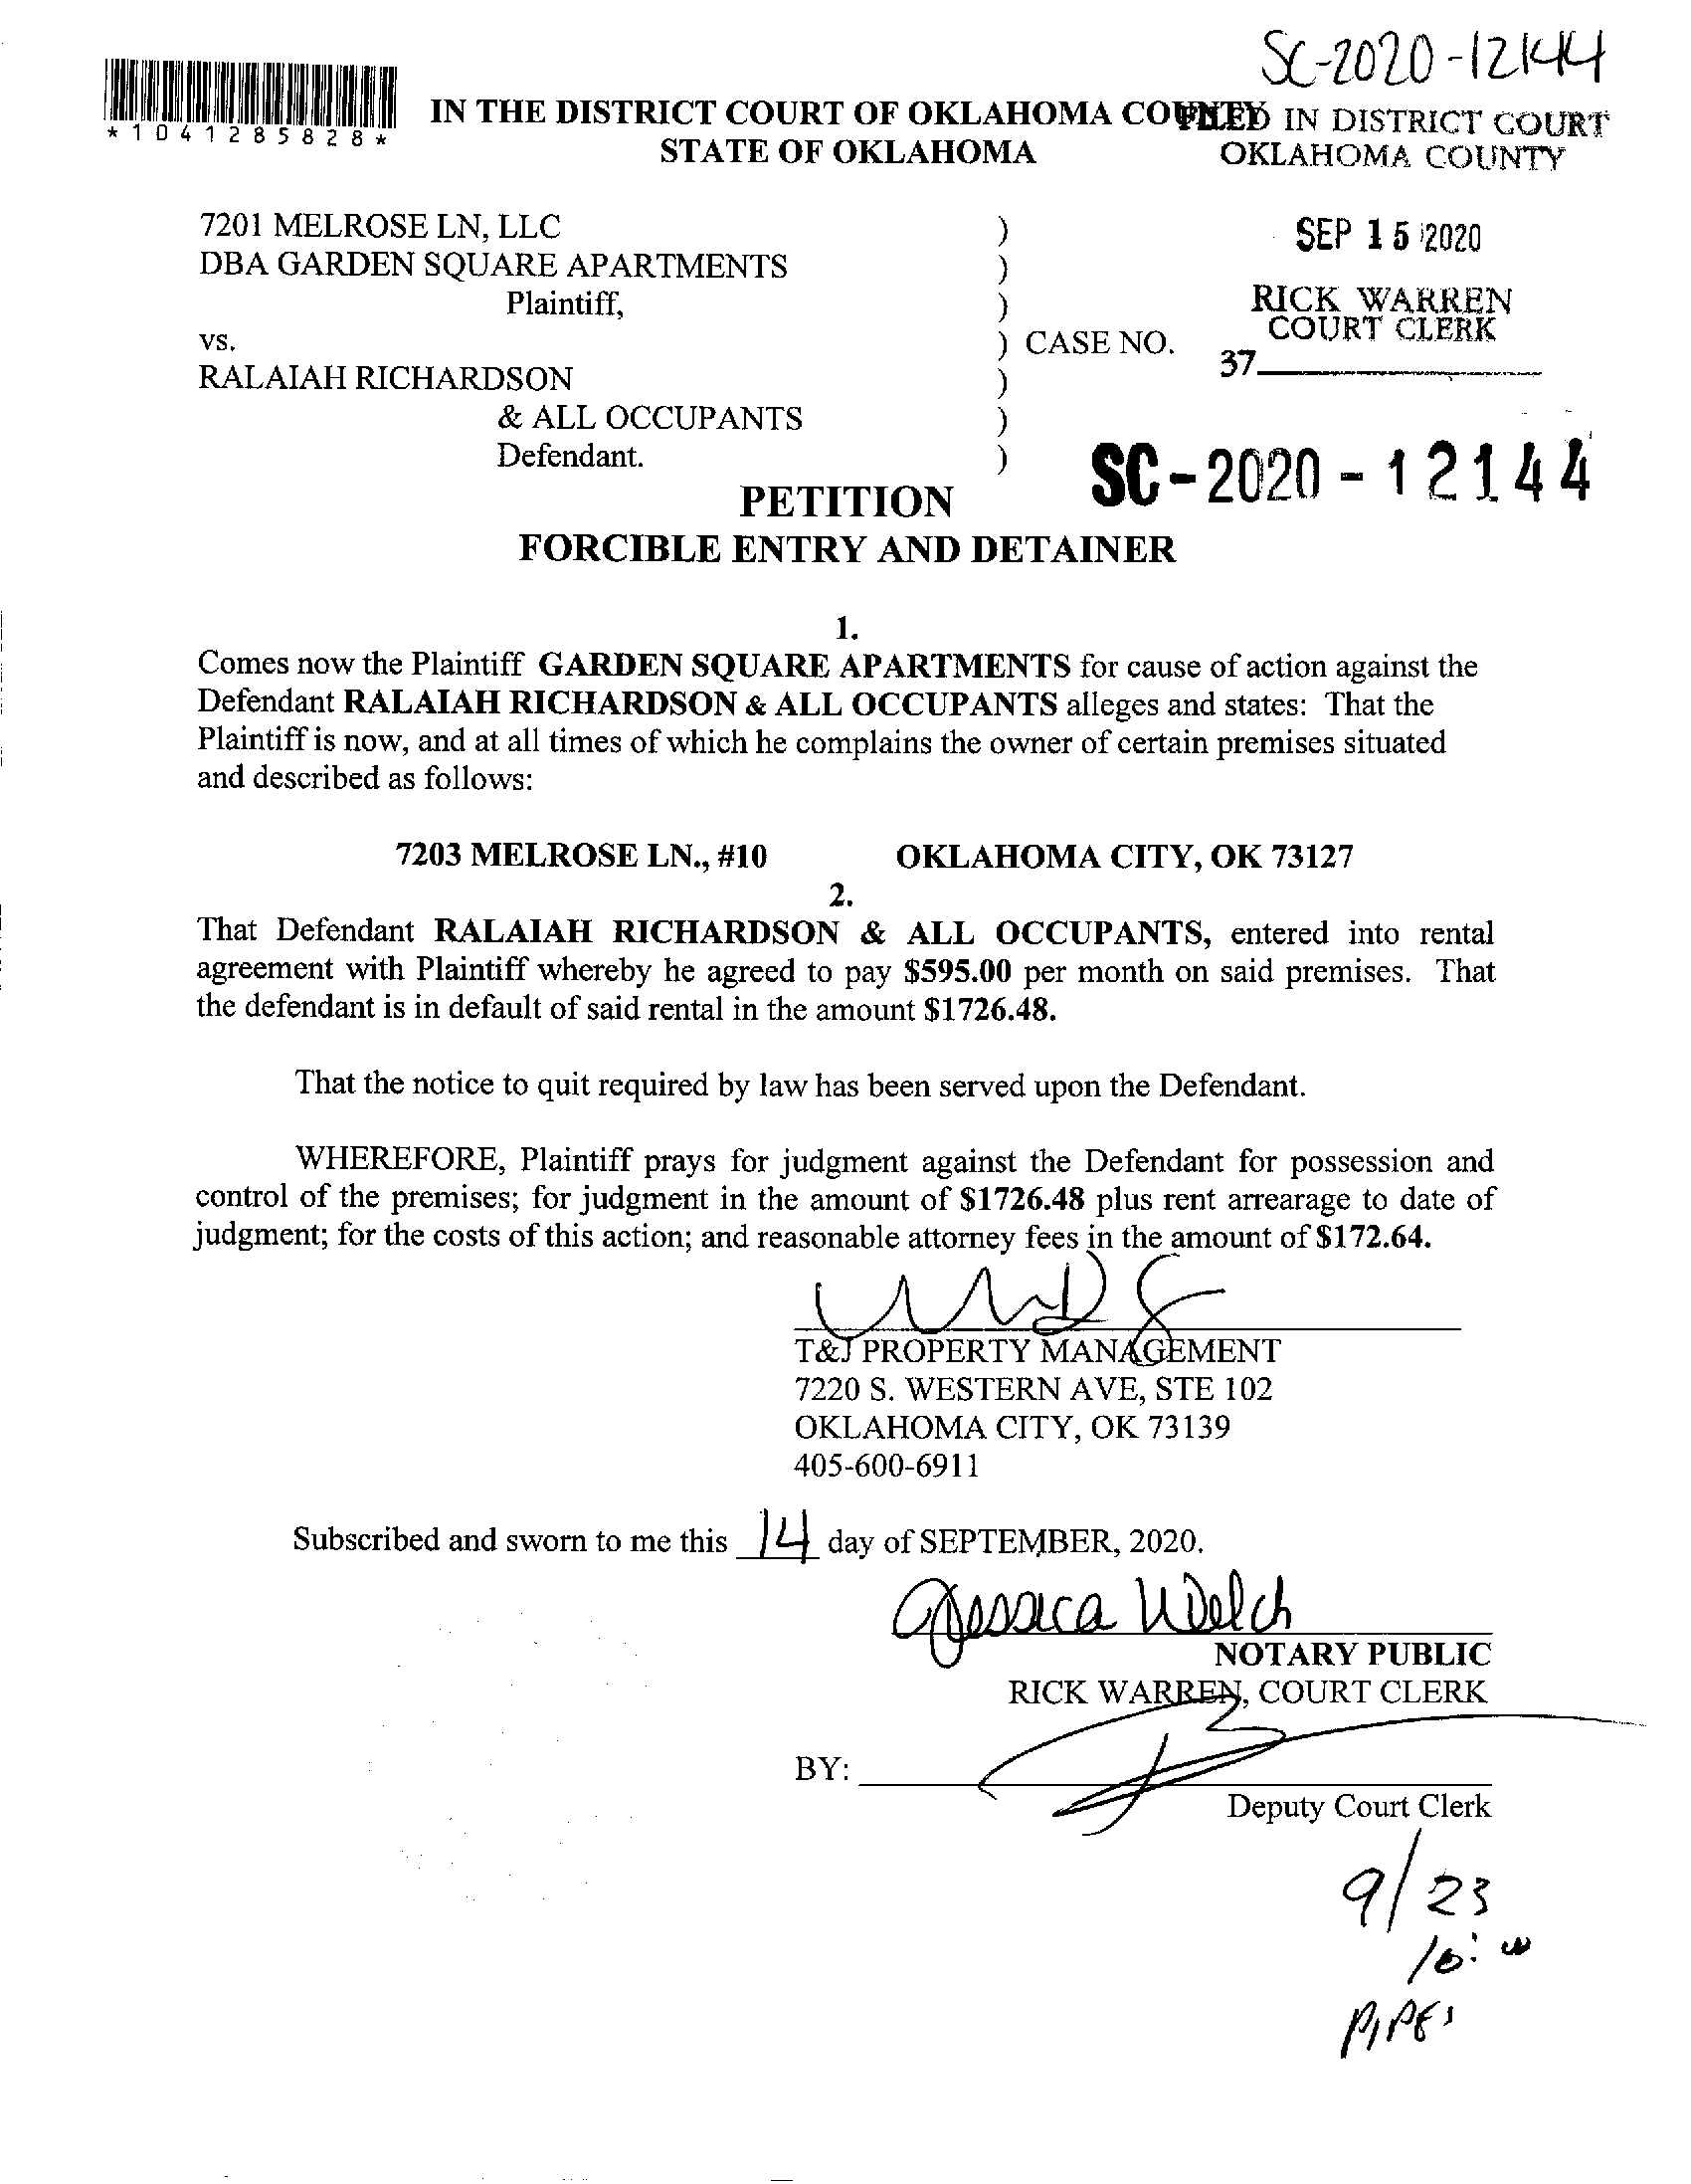 SC-2020-12144
*1041285828*
IN THE DISTRICT COURT OF OKLAHOMA COUNTY
STATE OF OKLAHOMA
FILED IN DISTRICT COURT
OKLAHOMA COUNTY
SEP 15 2020
RICK WARREN
COURT CLERK
37
7201 MELROSE LN, LLC )
DBA GARDEN SQUARE APARTMENTS )
Plaintiff, )
vs. ) CASE NO.
RALAIAH RICHARDSON )
& ALL OCCUPANTS )
Defendant. )
SC-2020-12144
PETITION
FORCIBLE ENTRY AND DETAINER
1.
Comes now the Plaintiff GARDEN SQUARE APARTMENTS for cause of action against the
Defendant RALAIAH RICHARDSON & ALL OCCUPANTS alleges and states: That the
Plaintiff is now, and at all times of which he complains the owner of certain premises situated
and described as follows:
7203 MELROSE LN., #10 OKLAHOMA CITY, OK 73127
2.
That Defendant RALAIAH RICHARDSON & ALL OCCUPANTS, entered into rental
agreement with Plaintiff whereby he agreed to pay $595.00 per month on said premises. That
the defendant is in default of said rental in the amount $1726.48.
That the notice to quit required by law has been served upon the Defendant.
WHEREFORE, Plaintiff prays for judgment against the Defendant for possession and
control of the premises; for judgment in the amount of $1726.48 plus rent arrearage to date of
judgment; for the costs of this action; and reasonable attorney fees in the amount of $172.64.
T&J PROPERTY MANAGEMENT
7220 S. WESTERN AVE, STE 102
OKLAHOMA CITY, OK 73139
405-600-6911
Subscribed and sworn to me this 14 day of SEPTEMBER, 2020.
Jessica Welch
NOTARY PUBLIC
RICK WARREN, COURT CLERK
BY:
Deputy Court Clerk
9/23